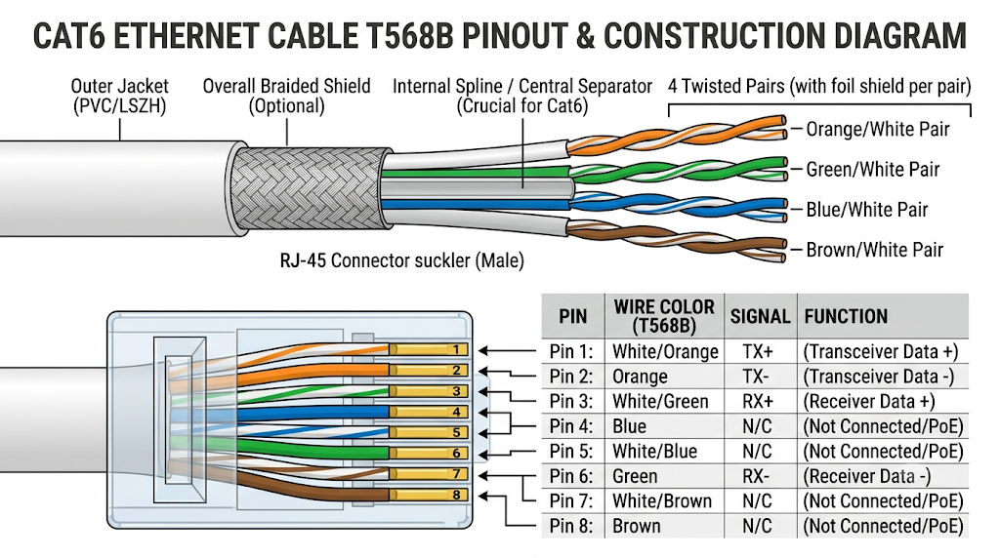 CAT6 ETHERNET CABLE T568B PINOUT & CONSTRUCTION DIAGRAM
Outer Jacket
(PVC/LSZH)
Overall Braided Shield
(Optional)
Internal Spline / Central Separator
(Crucial for Cat6)
4 Twisted Pairs (with foil shield per pair)
Orange/White Pair
Green/White Pair
Blue/White Pair
Brown/White Pair
RJ-45 Connector suckler (Male)
1
2
3
4
5
6
7
8
PIN WIRE COLOR (T568B) SIGNAL FUNCTION
Pin 1: White/Orange TX+ (Transceiver Data +)
Pin 2: Orange TX- (Transceiver Data -)
Pin 3: White/Green RX+ (Receiver Data +)
Pin 4: Blue N/C (Not Connected/PoE)
Pin 5: White/Blue N/C (Not Connected/PoE)
Pin 6: Green RX- (Receiver Data -)
Pin 7: White/Brown N/C (Not Connected/PoE)
Pin 8: Brown N/C (Not Connected/PoE)